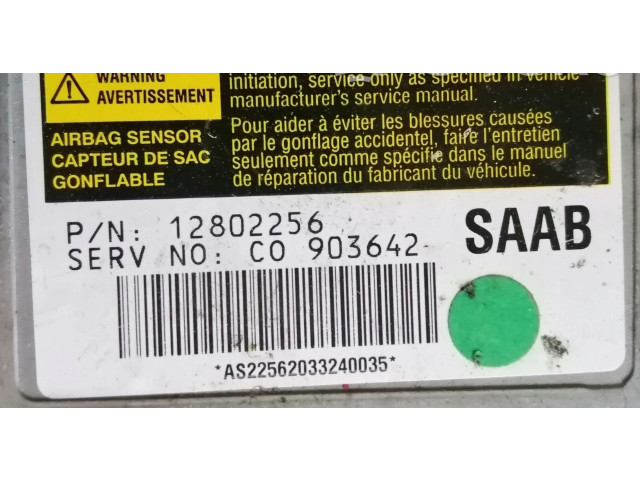 WARNING
AVERTISSEMENT
AIRBAG SENSOR
CAPTEUR DE SAC
GONFLABLE
initiation, service only as specified in vehicle
manufacturer's service manual.
Pour aider à éviter les blessures causées
par le gonflage accidentel, faire l'entretien
seulement comme spécifie dans le manuel
de réparation du fabricant du véhicule.
P/N: 12802256
SERV NO: CO 903642
SAAB
*AS22562033240035*